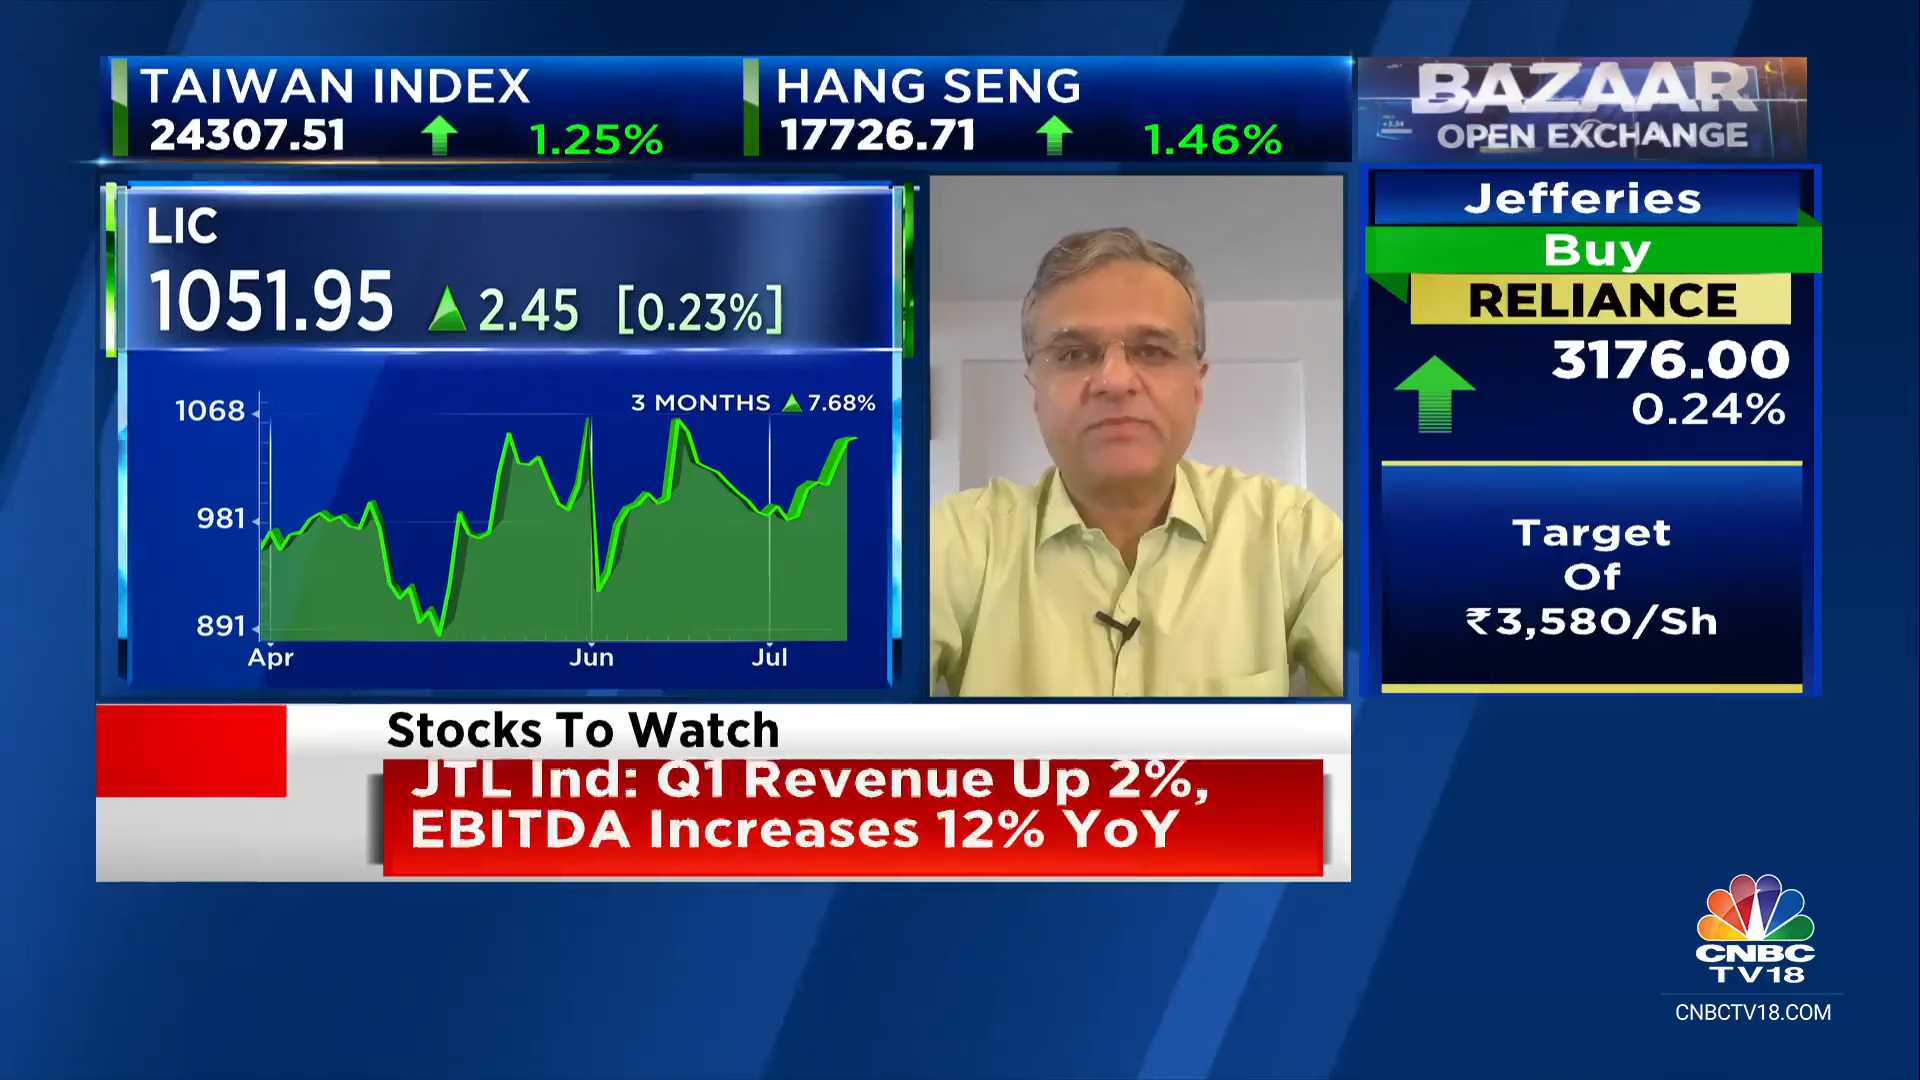 TAIWAN INDEX
24307.51 1.25%
HANG SENG
17726.71 1.46%
BAZAAR
OPEN EXCHANGE
LIC
1051.95 ▲ 2.45 [0.23%]
3 MONTHS ▲ 7.68%
1068
981
891
Apr Jun Jul
Jefferies
Buy
RELIANCE
3176.00
0.24%
Target
Of
₹3,580/Sh
Stocks To Watch
JTL Ind: Q1 Revenue Up 2%,
EBITDA Increases 12% YoY
CNBC
TV18
CNBCTV18.COM